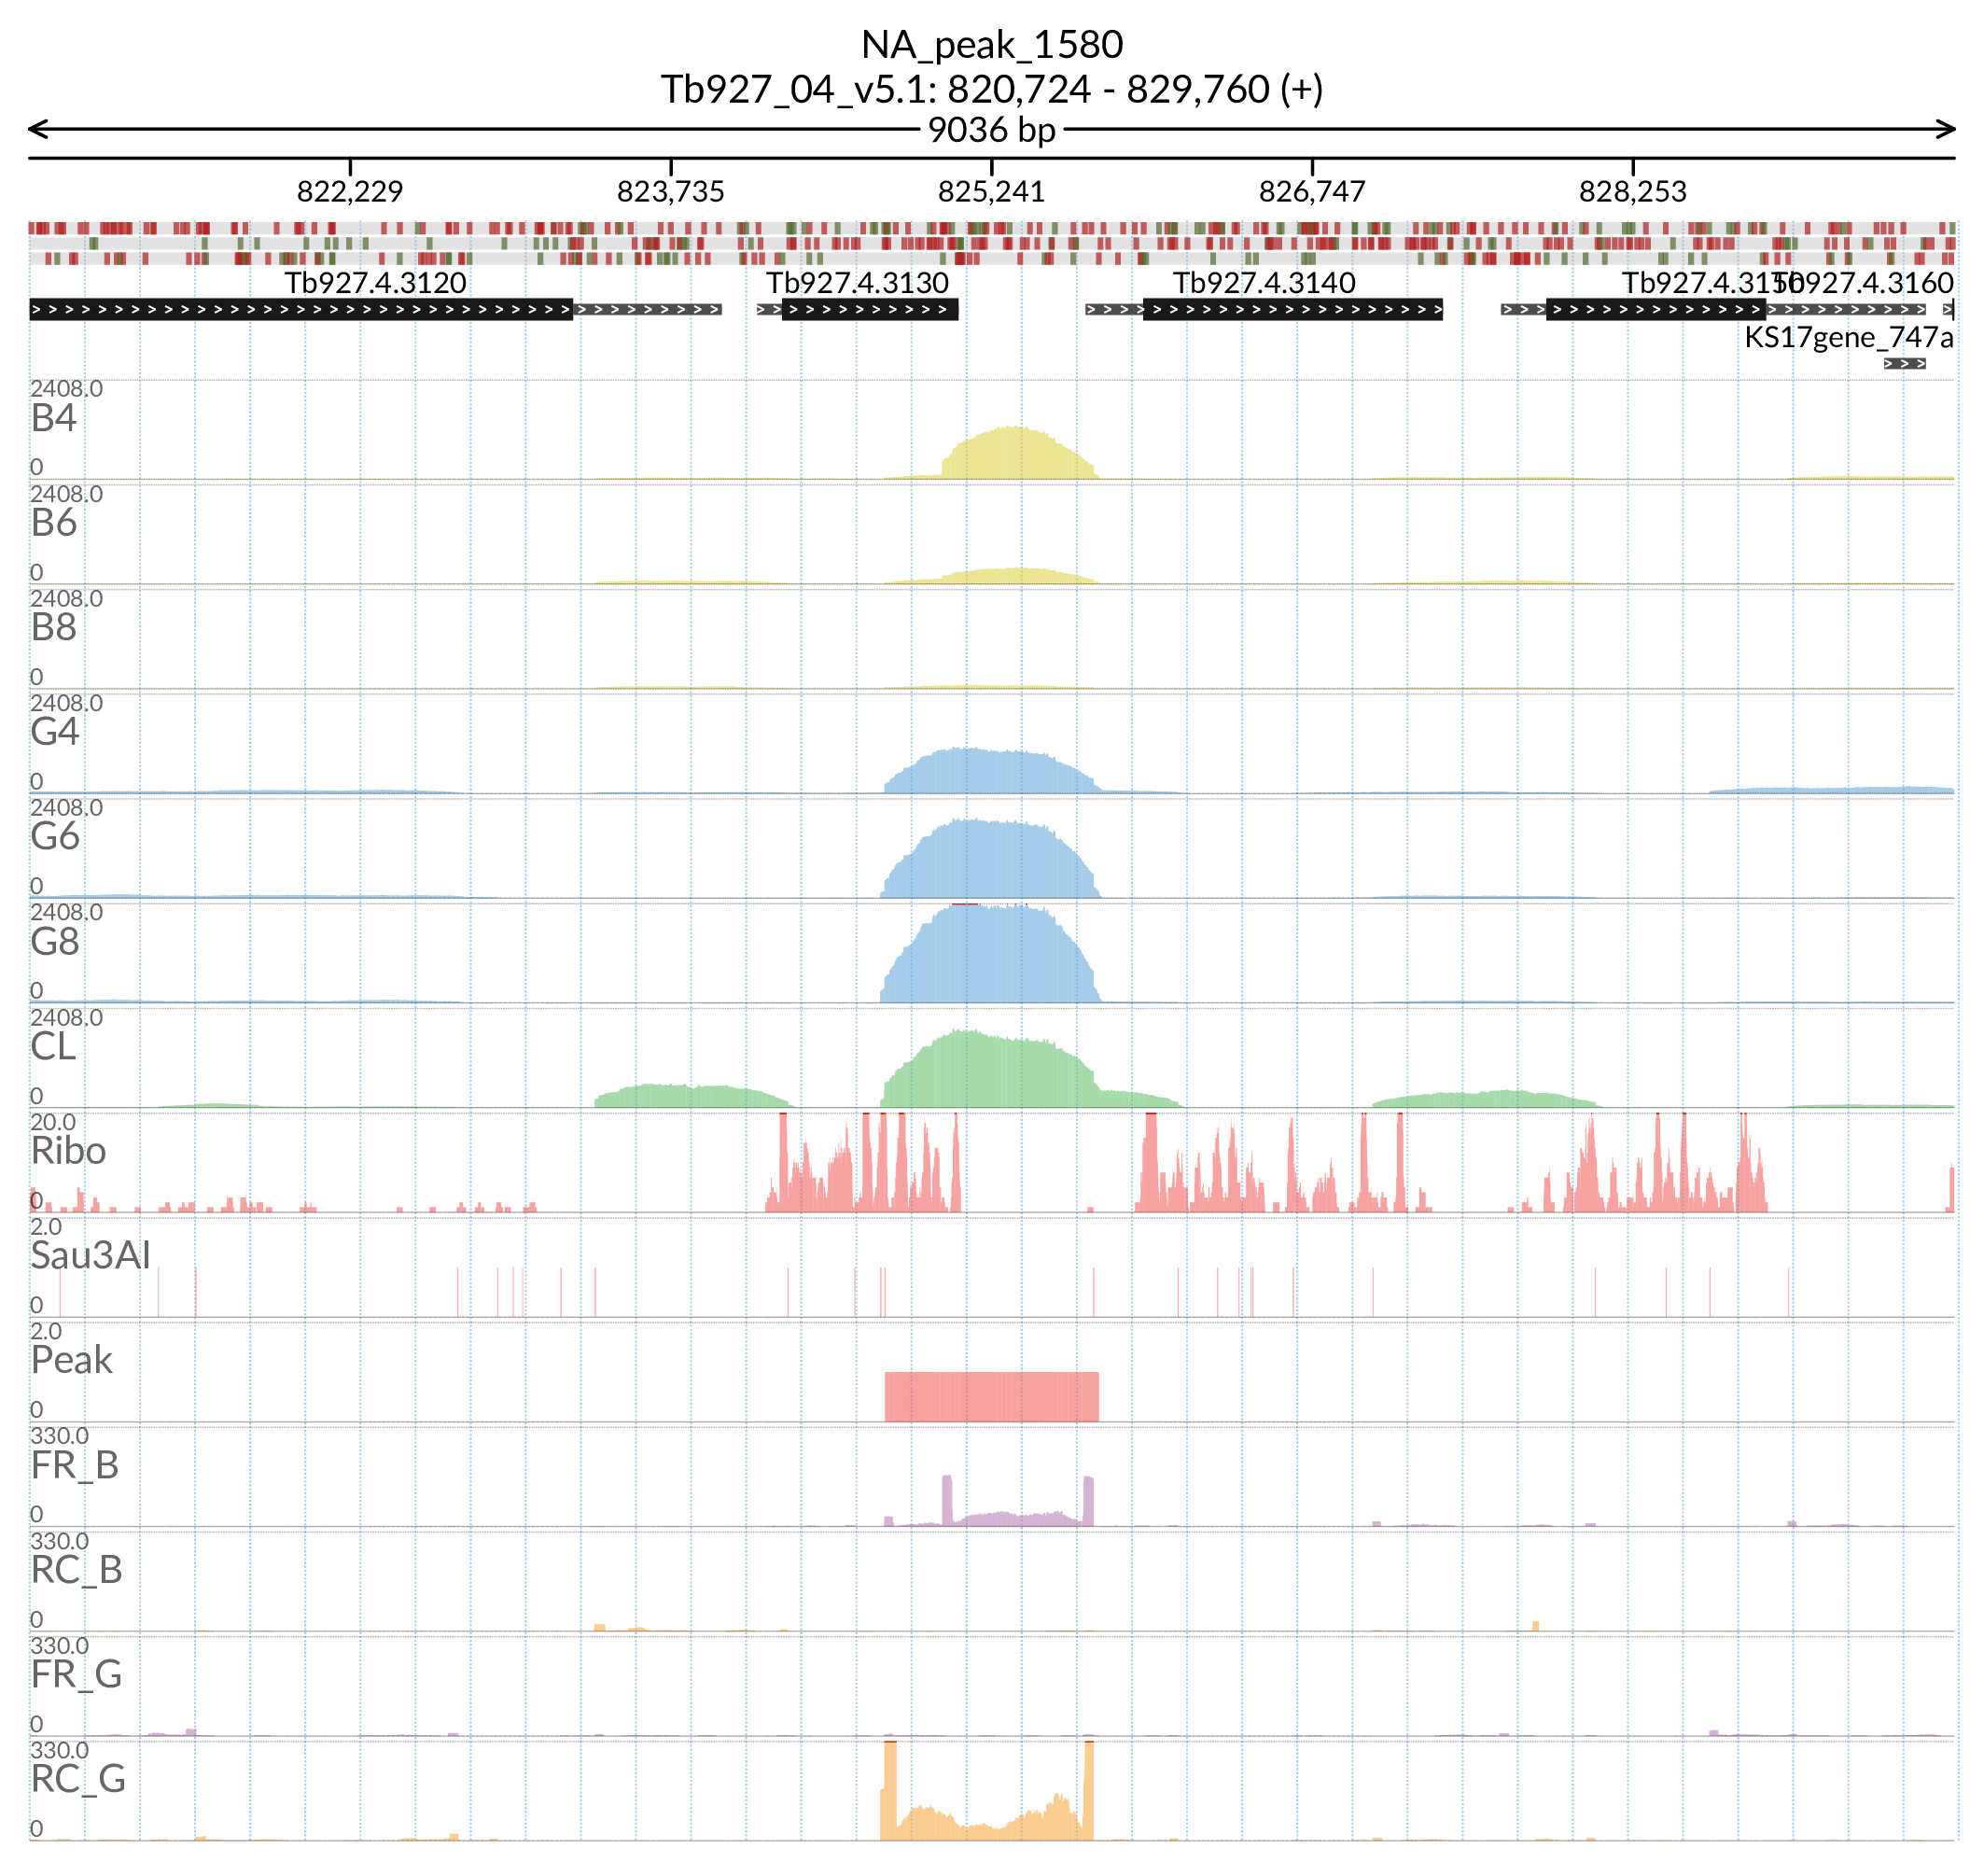 NA_peak_1580
Tb927_04_v5.1: 820,724 - 829,760 (+)
9036 bp
822,229 823,735 825,241 826,747 828,253
Tb927.4.3120 Tb927.4.3130 Tb927.4.3140 Tb927.4.3150 Tb927.4.3160
KS17gene_747a
2408.0
B4
0
2408.0
B6
0
2408.0
B8
0
2408.0
G4
0
2408.0
G6
0
2408.0
G8
0
2408.0
CL
0
20.0
Ribo
0
2.0
Sau3AI
0
2.0
Peak
0
330.0
FR_B
0
330.0
RC_B
0
330.0
FR_G
0
330.0
RC_G
0